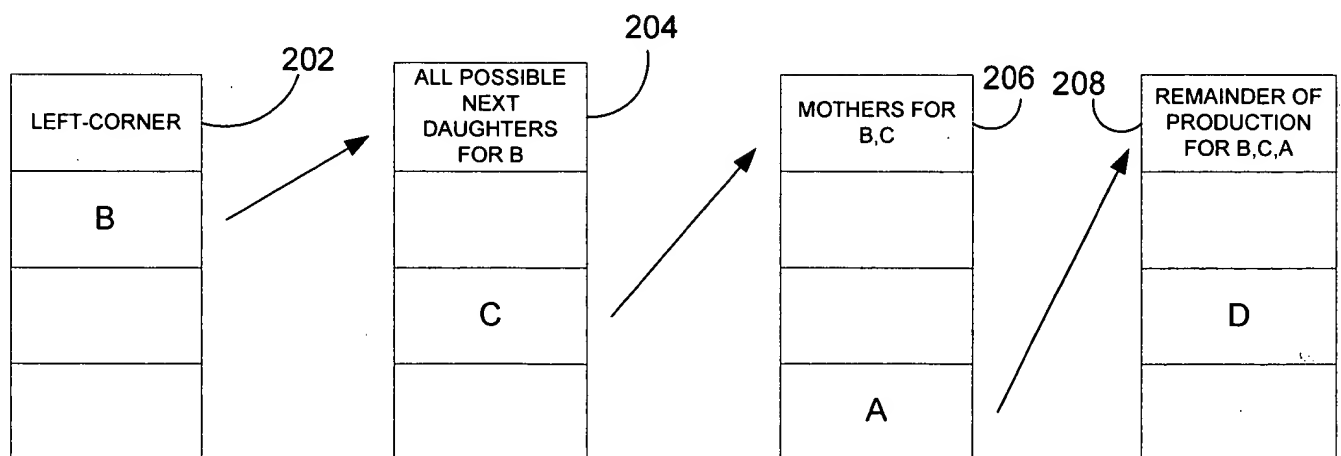 202
204
206
208
LEFT-CORNER
ALL POSSIBLE
NEXT
DAUGHTERS
FOR B
MOTHERS FOR
B,C
REMAINDER OF
PRODUCTION
FOR B,C,A
B
C
A
D